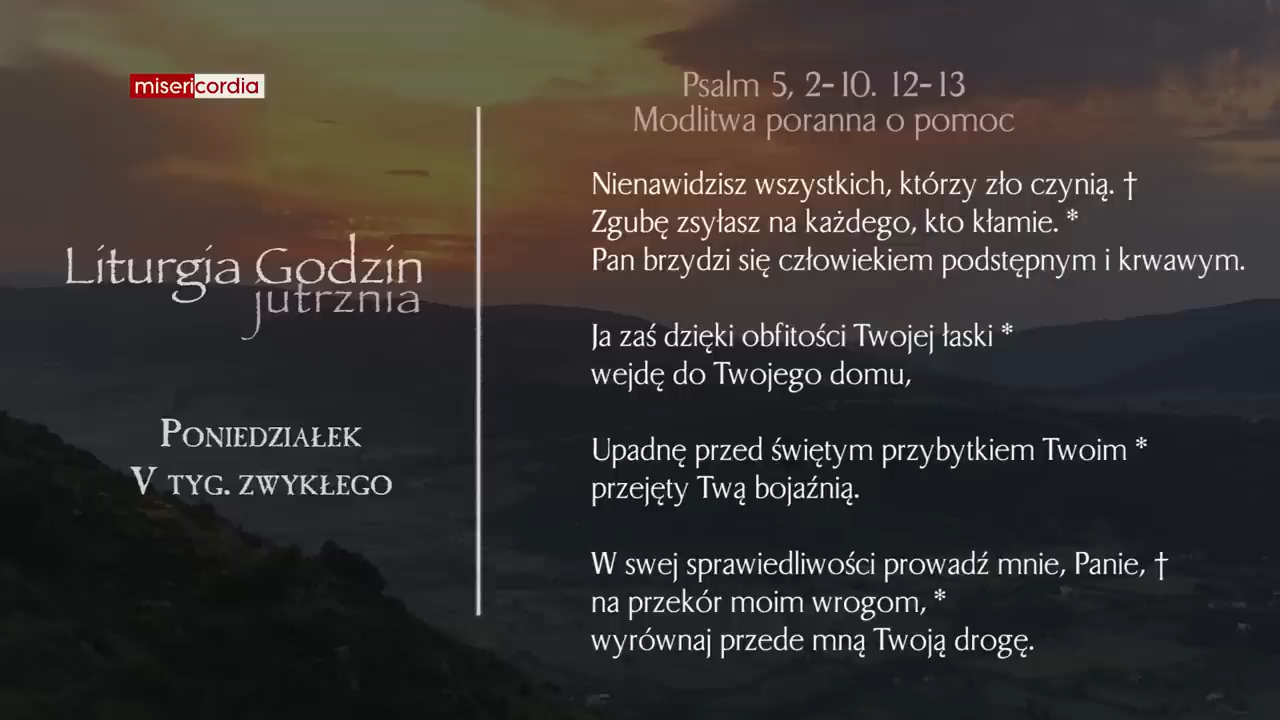 misericordia
Liturgia Godzin
jutrznia
Poniedziałek
V tyg. zwykłego
Psalm 5, 2-10. 12-13
Modlitwa poranna o pomoc
Nienawidzisz wszystkich, którzy zło czynią. †
Zgubę zsyłasz na każdego, kto kłamie. *
Pan brzydzi się człowiekiem podstępnym i krwawym.
Ja zaś dzięki obfitości Twojej łaski *
wejdę do Twojego domu,
Upadnę przed świętym przybytkiem Twoim *
przejęty Twą bojaźnią.
W swej sprawiedliwości prowadź mnie, Panie, †
na przekór moim wrogom, *
wyrównaj przede mną Twoją drogę.